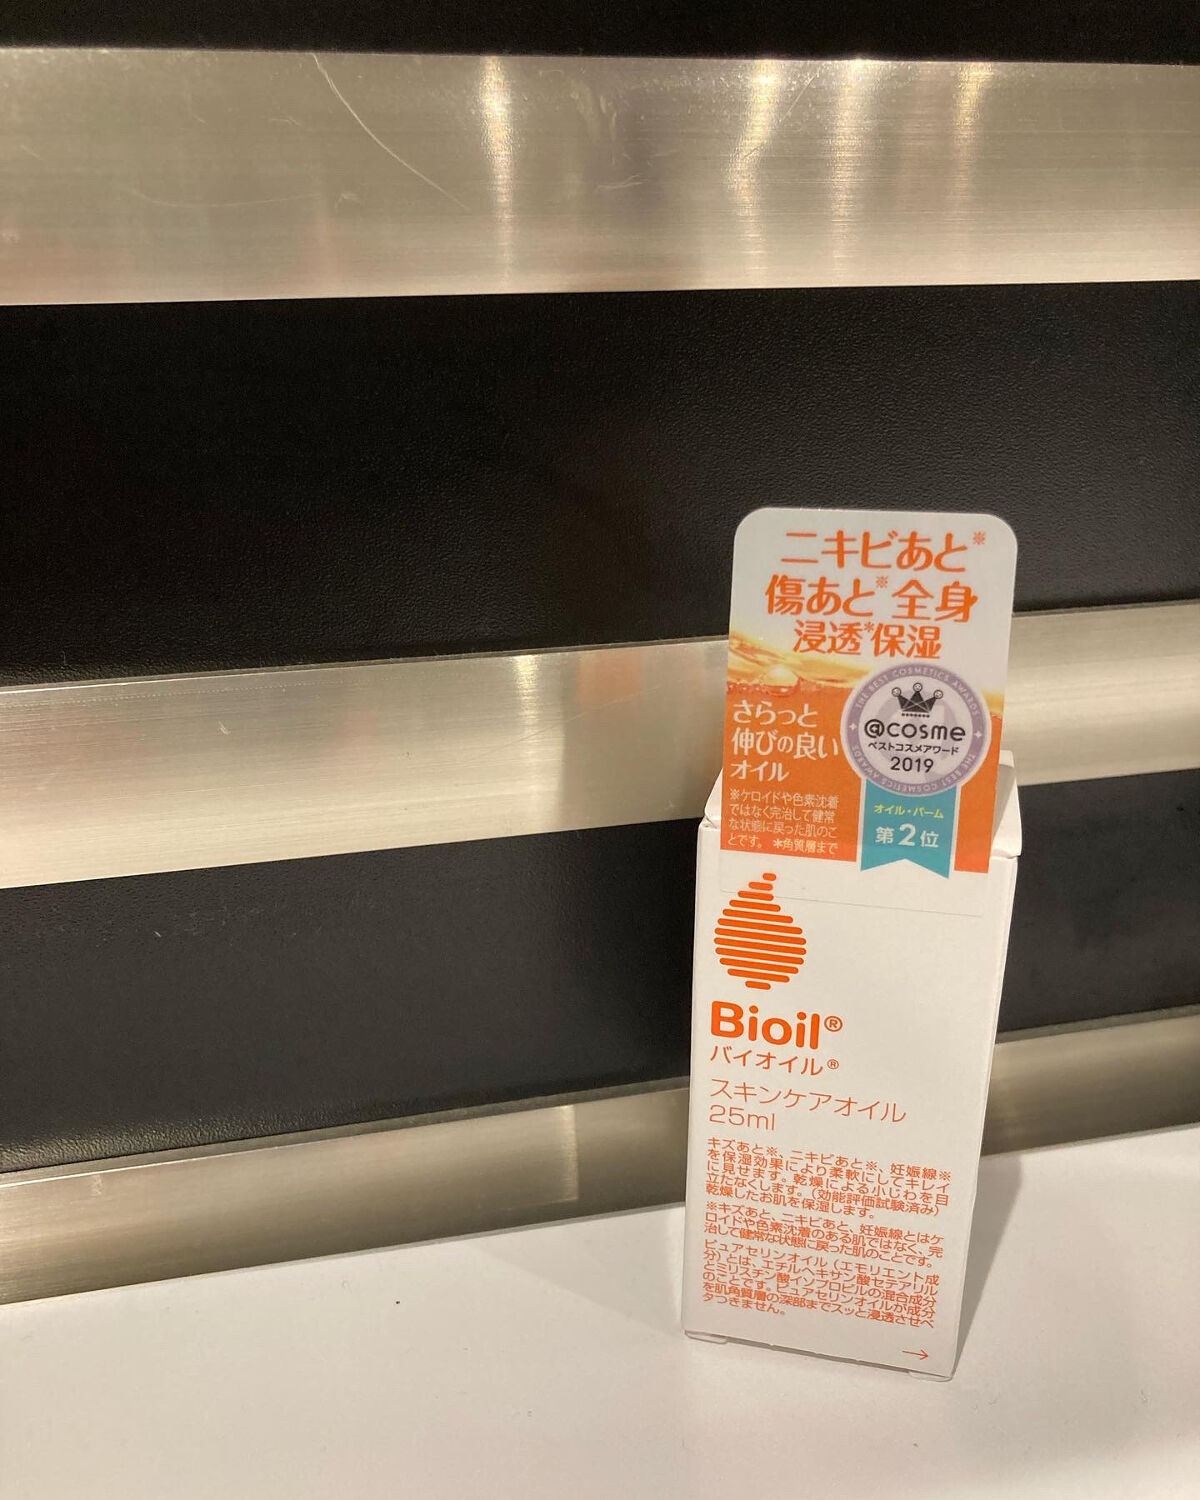 ニキビあと※
傷あと※全身
浸透*保湿
さらっと
伸びの良い
オイル
※ケロイドや色素沈着
ではなく完治して健常
な状態に戻った肌のこ
とです。 *角質層まで
THE BEST COSMETICS AWARDS
@cosme
ベストコスメアワード
2019
THE BEST COSMETICS AWARDS
オイル・バーム
第2位
Bioil®
バイオイル®
スキンケアオイル
25ml
キズあと※、ニキビあと※、妊娠線※
を保湿効果により柔軟にしてキレイ
に見せます。乾燥による小じわを目
立たなくします。(効能評価試験済み)
乾燥したお肌を保湿します。
※キズあと、ニキビあと、妊娠線とはケ
ロイドや色素沈着のある肌ではなく、完
治して健常な状態に戻った肌のことです。
ピュアセリンオイル(エモリエント成
分)とは、エチルヘキサン酸セテアリル
とミリスチン酸イソプロピルの混合成分
のことです。ピュアセリンオイルが成分
を肌角質層の深部までスッと浸透させベ
タつきません。
→